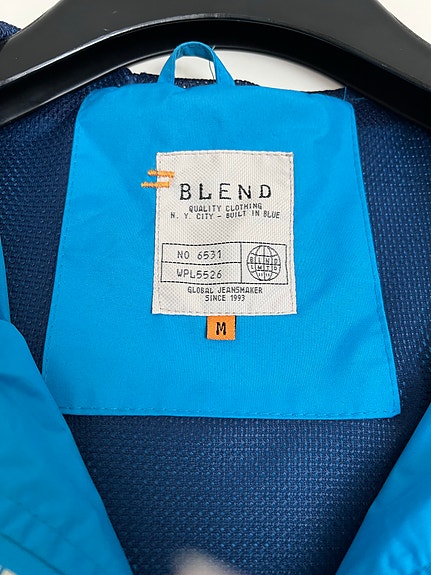 BLEND
QUALITY CLOTHING
N. Y. CITY - BUILT IN BLUE
NO 6531
WPL5526
GLOBAL JEANSMAKER
SINCE 1993
M